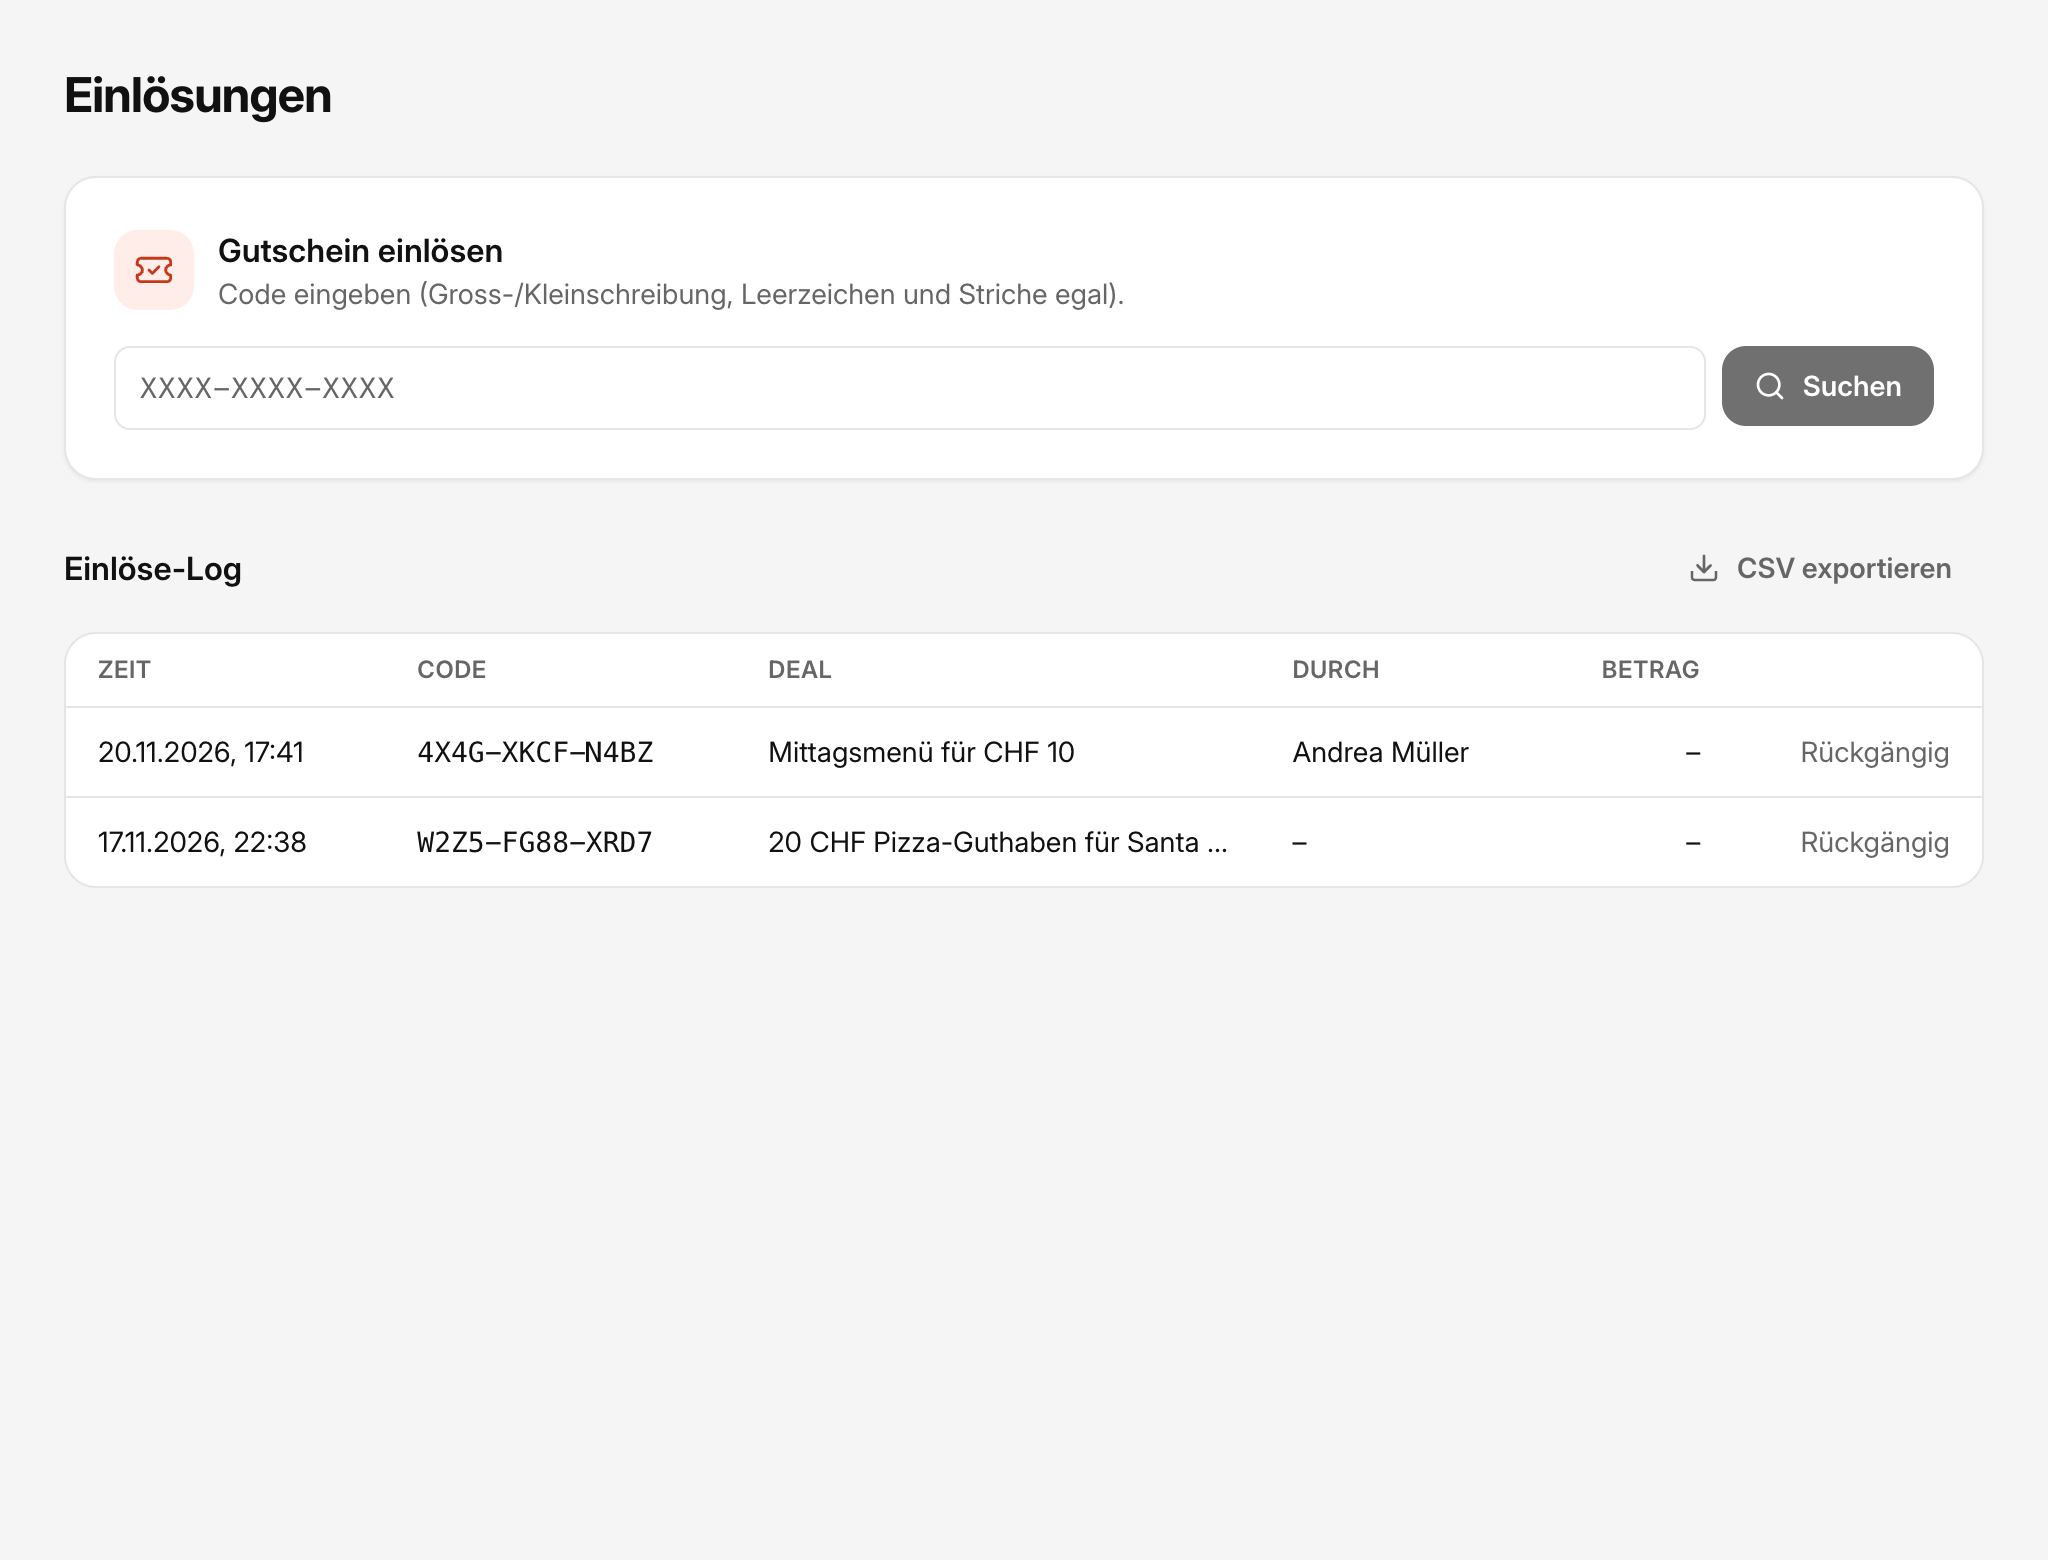 Einlösungen
Gutschein einlösen
Code eingeben (Gross-/Kleinschreibung, Leerzeichen und Striche egal).
XXXX–XXXX–XXXX
Suchen
Einlöse-Log
CSV exportieren
ZEIT CODE DEAL DURCH BETRAG
20.11.2026, 17:41 4X4G–XKCF–N4BZ Mittagsmenü für CHF 10 Andrea Müller – Rückgängig
17.11.2026, 22:38 W2Z5–FG88–XRD7 20 CHF Pizza-Guthaben für Santa ... – – Rückgängig